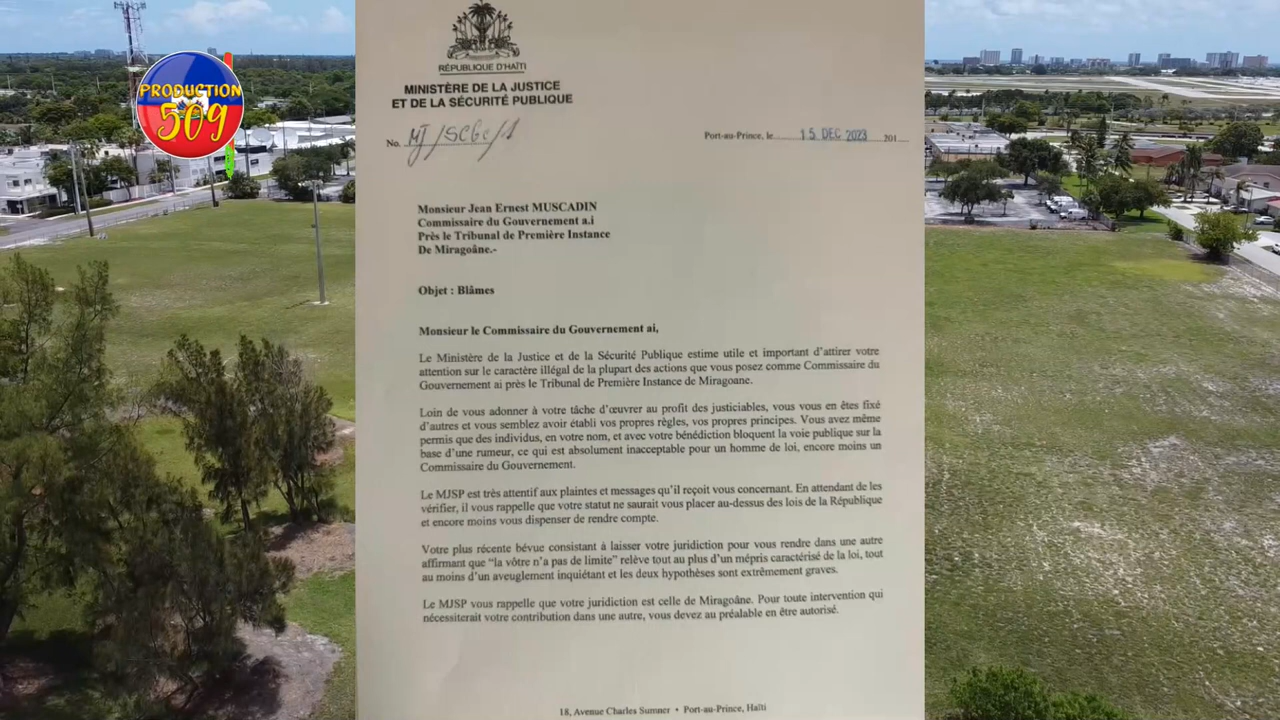 PRODUCTION
509
RÉPUBLIQUE D'HAÏTI
MINISTÈRE DE LA JUSTICE
ET DE LA SÉCURITÉ PUBLIQUE
No.
Port-au-Prince, le 15 DEC 2023 201
Monsieur Jean Ernest MUSCADIN
Commissaire du Gouvernement a.i
Près le Tribunal de Première Instance
De Miragoâne.-
Objet : Blâmes
Monsieur le Commissaire du Gouvernement ai,
Le Ministère de la Justice et de la Sécurité Publique estime utile et important d'attirer votre
attention sur le caractère illégal de la plupart des actions que vous posez comme Commissaire du
Gouvernement ai près le Tribunal de Première Instance de Miragoane.
Loin de vous adonner à votre tâche d'œuvrer au profit des justiciables, vous vous en êtes fixé
d'autres et vous semblez avoir établi vos propres règles, vos propres principes. Vous avez même
permis que des individus, en votre nom, et avec votre bénédiction bloquent la voie publique sur la
base d'une rumeur, ce qui est absolument inacceptable pour un homme de loi, encore moins un
Commissaire du Gouvernement.
Le MJSP est très attentif aux plaintes et messages qu'il reçoit vous concernant. En attendant de les
vérifier, il vous rappelle que votre statut ne saurait vous placer au-dessus des lois de la République
et encore moins vous dispenser de rendre compte.
Votre plus récente bévue consistant à laisser votre juridiction pour vous rendre dans une autre
affirmant que "la vôtre n'a pas de limite" relève tout au plus d'un mépris caractérisé de la loi, tout
au moins d'un aveuglement inquiétant et les deux hypothèses sont extrêmement graves.
Le MJSP vous rappelle que votre juridiction est celle de Miragoâne. Pour toute intervention qui
nécessiterait votre contribution dans une autre, vous devez au préalable en être autorisé.
18, Avenue Charles Sumner • Port-au-Prince, Haïti